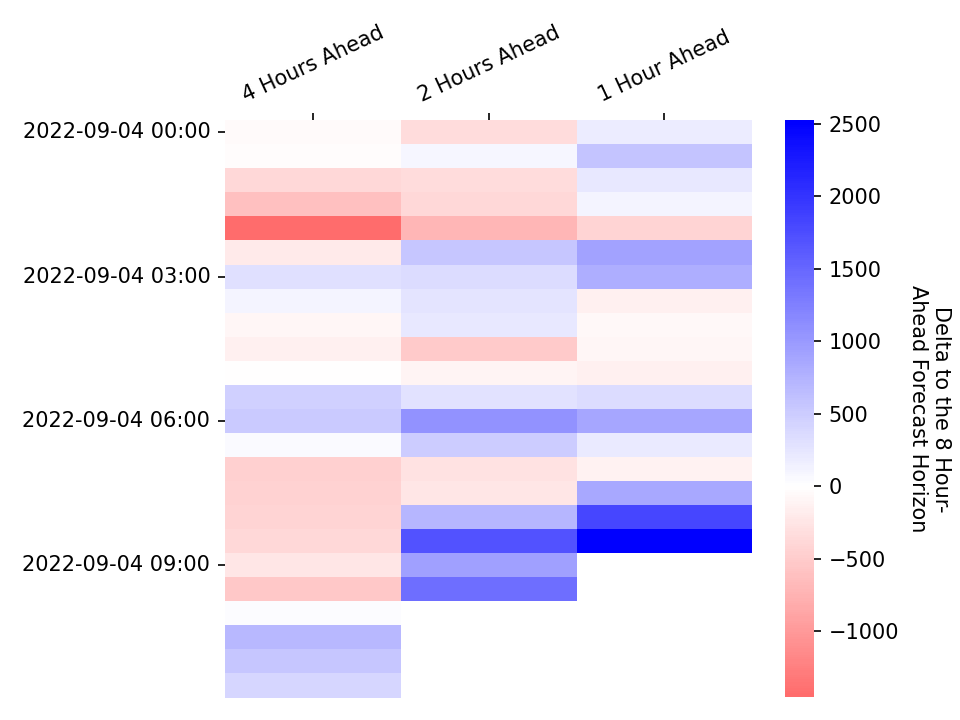 4 Hours Ahead
2 Hours Ahead
1 Hour Ahead
2022-09-04 00:00
2022-09-04 03:00
2022-09-04 06:00
2022-09-04 09:00
2500
2000
1500
1000
500
0
−500
−1000
Delta to the 8 Hour-
Ahead Forecast Horizon